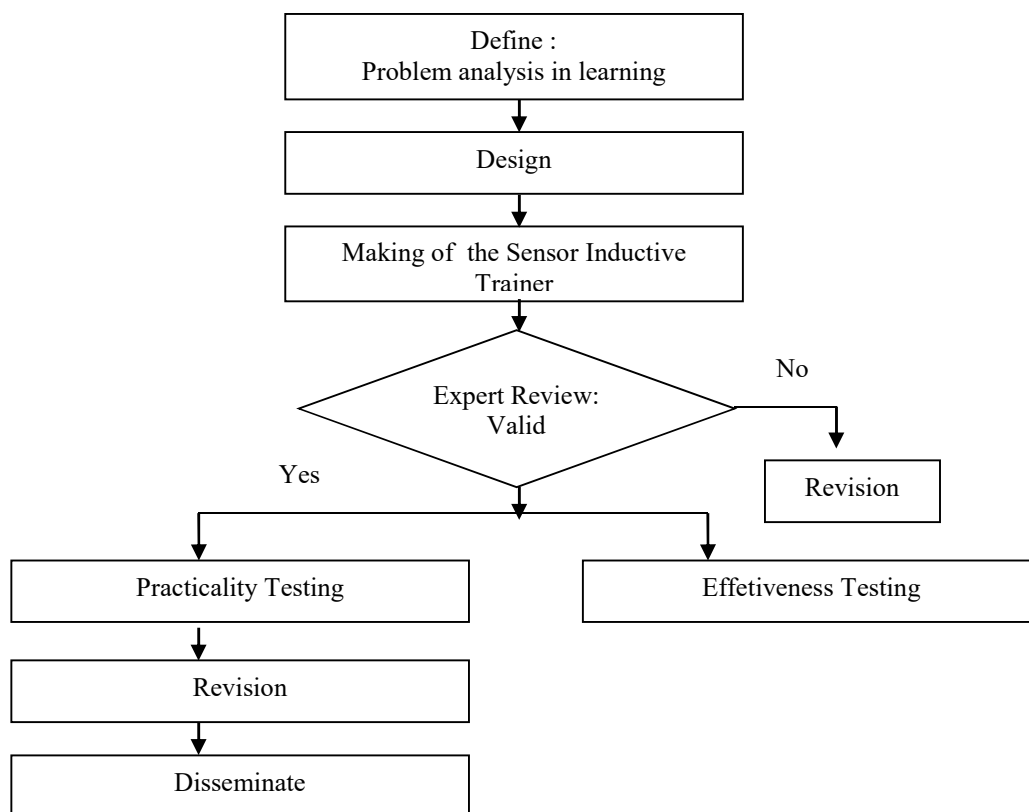 Define :
Problem analysis in learning
Design
Making of the Sensor Inductive
Trainer
No
Expert Review:
Valid
Yes
Revision
Practicality Testing
Effetiveness Testing
Revision
Disseminate